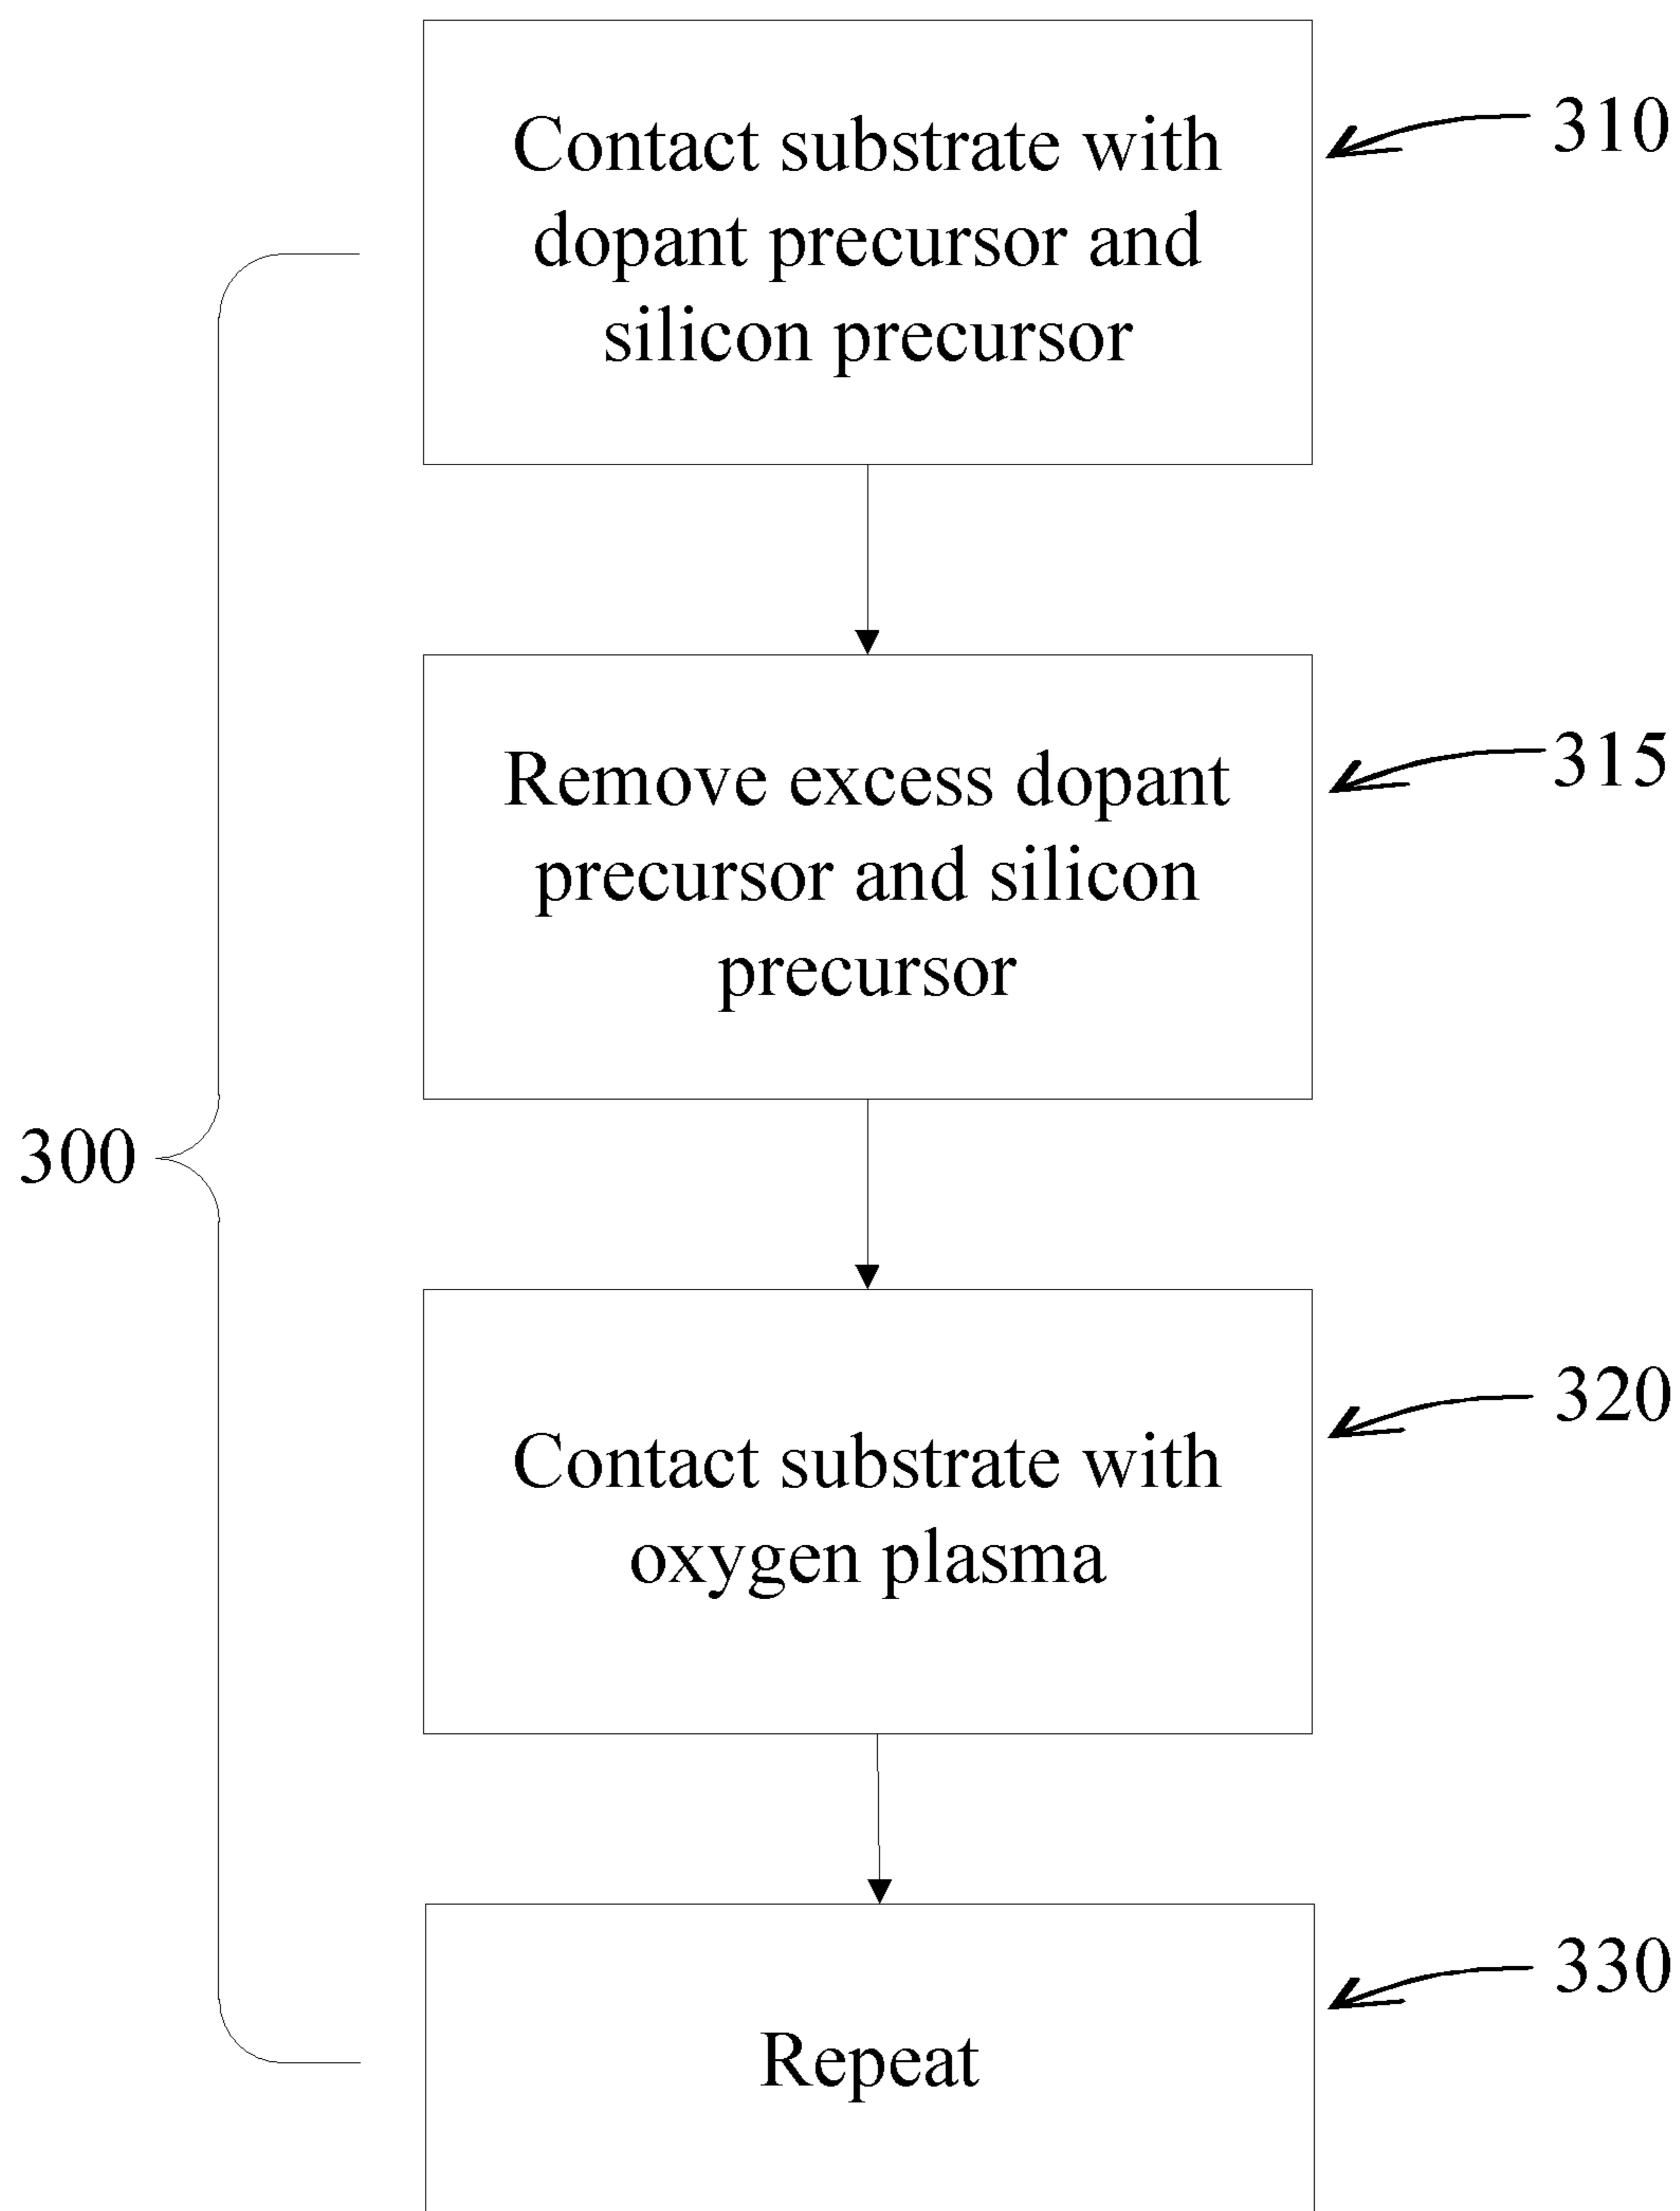 Contact substrate with
dopant precursor and
silicon precursor
310
Remove excess dopant
precursor and silicon
precursor
315
300
Contact substrate with
oxygen plasma
320
Repeat
330